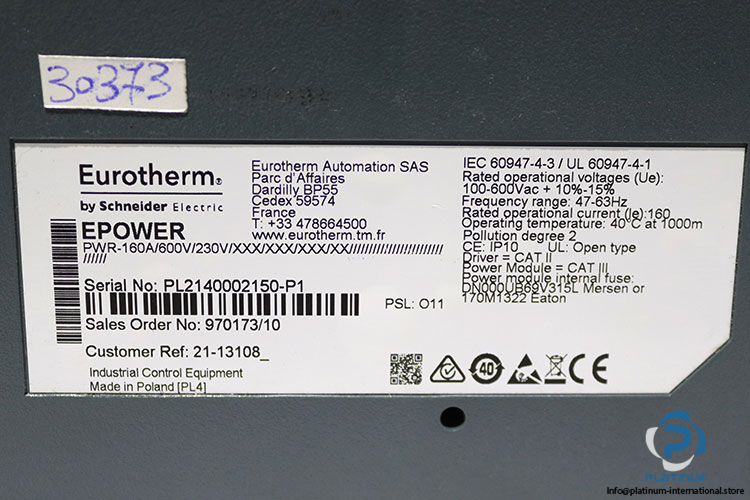 30373
Eurotherm®
by Schneider Electric
EPOWER
PWR-160A/600V/230V/XXX/XXX/XXX/XX/////////////////////////
//////
Serial No: PL2140002150-P1
PSL: O11
Sales Order No: 970173/10
Customer Ref: 21-13108_
Industrial Control Equipment
Made in Poland [PL4]
Eurotherm Automation SAS
Parc d'Affaires
Dardilly BP55
Cedex 59574
France
T: +33 478664500
www.eurotherm.tm.fr
IEC 60947-4-3 / UL 60947-4-1
Rated operational voltages (Ue):
100-600Vac + 10%-15%
Frequency range: 47-63Hz
Rated operational current (Ie):160
Operating temperature: 40°C at 1000m
Pollution degree 2
CE: IP10 UL: Open type
Driver = CAT II
Power Module = CAT III
Power module internal fuse:
DN000UB69V315L Mersen or
170M1322 Eaton
40
CE
PLATINUM
Info@platinum-international.store